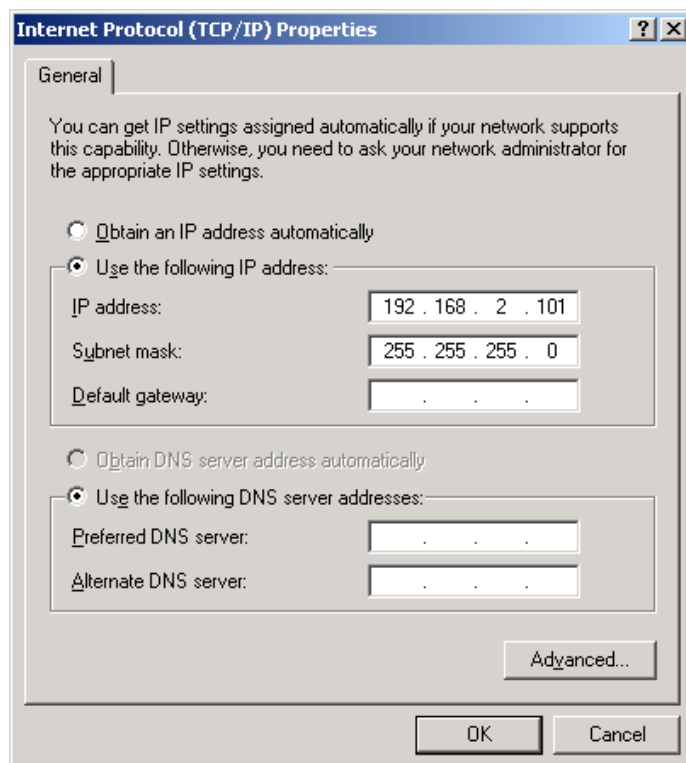 Internet Protocol (TCP/IP) Properties
General
You can get IP settings assigned automatically if your network supports
this capability. Otherwise, you need to ask your network administrator for
the appropriate IP settings.
Obtain an IP address automatically
Use the following IP address:
IP address: 192 . 168 . 2 . 101
Subnet mask: 255 . 255 . 255 . 0
Default gateway: . . .
Obtain DNS server address automatically
Use the following DNS server addresses:
Preferred DNS server: . . .
Alternate DNS server: . . .
Advanced...
OK Cancel